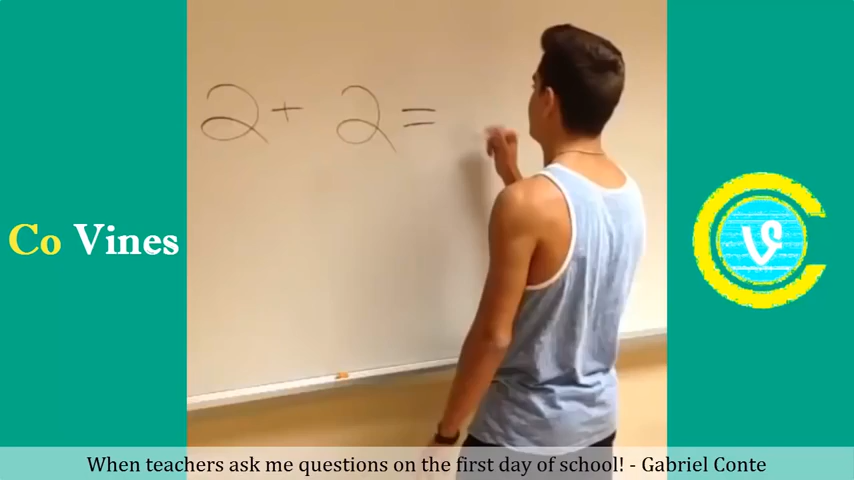 2 + 2 =
Co Vines
When teachers ask me questions on the first day of school! - Gabriel Conte